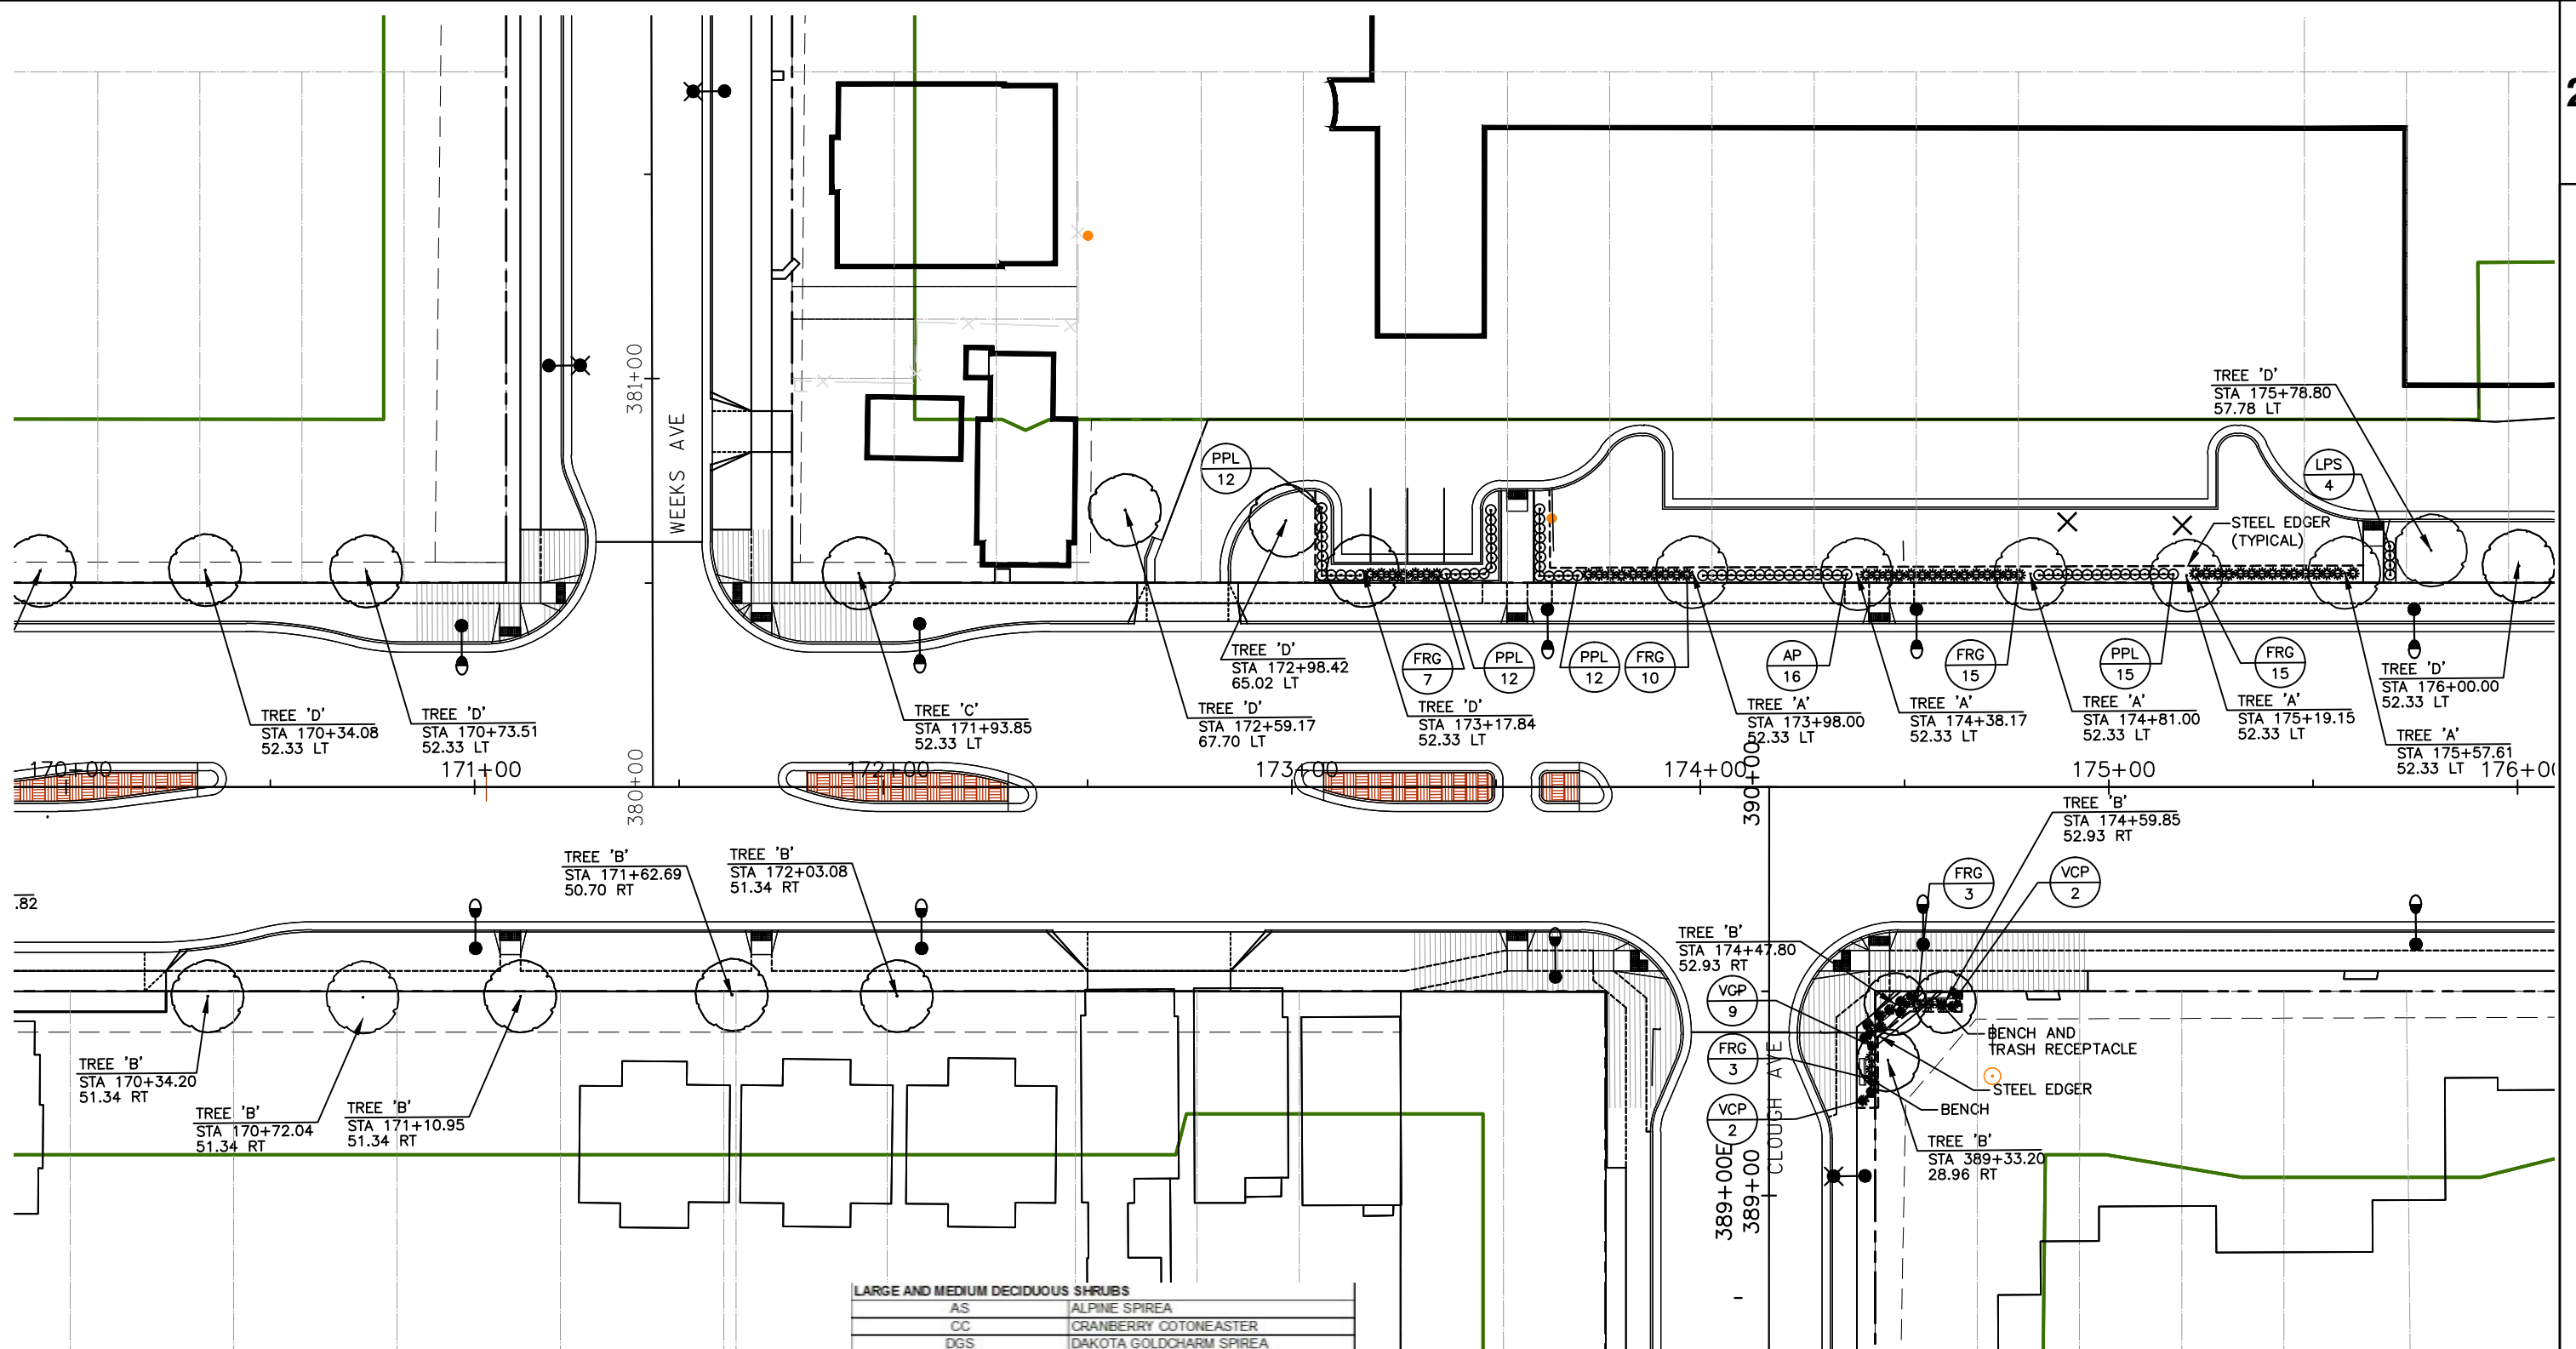 2
381+00
WEEKS AVE
380+00
PPL
12
TREE 'D'
STA 175+78.80
57.78 LT
LPS
4
STEEL EDGER
(TYPICAL)
TREE 'D'
STA 170+34.08
52.33 LT
TREE 'D'
STA 170+73.51
52.33 LT
TREE 'C'
STA 171+93.85
52.33 LT
TREE 'D'
STA 172+98.42
65.02 LT
TREE 'D'
STA 172+59.17
67.70 LT
FRG
7
PPL
12
PPL
12
FRG
10
TREE 'D'
STA 173+17.84
52.33 LT
AP
16
FRG
15
PPL
15
FRG
15
TREE 'A'
STA 173+98.00
52.33 LT
TREE 'A'
STA 174+38.17
52.33 LT
TREE 'A'
STA 174+81.00
52.33 LT
TREE 'A'
STA 175+19.15
52.33 LT
TREE 'D'
STA 176+00.00
52.33 LT
TREE 'A'
STA 175+57.61
52.33 LT
170+00
171+00
172+00
173+00
174+00
175+00
176+00
390+00
.82
TREE 'B'
STA 171+62.69
50.70 RT
TREE 'B'
STA 172+03.08
51.34 RT
TREE 'B'
STA 174+59.85
52.93 RT
FRG
3
VCP
2
TREE 'B'
STA 174+47.80
52.93 RT
VGP
9
FRG
3
VCP
2
BENCH AND
TRASH RECEPTACLE
STEEL EDGER
BENCH
TREE 'B'
STA 389+33.20
28.96 RT
TREE 'B'
STA 170+34.20
51.34 RT
TREE 'B'
STA 170+72.04
51.34 RT
TREE 'B'
STA 171+10.95
51.34 RT
CLOUGH AVE
389+00E
389+00
LARGE AND MEDIUM DECIDUOUS SHRUBS
AS ALPINE SPIREA
CC CRANBERRY COTONEASTER
DGS DAKOTA GOLDCHARM SPIREA